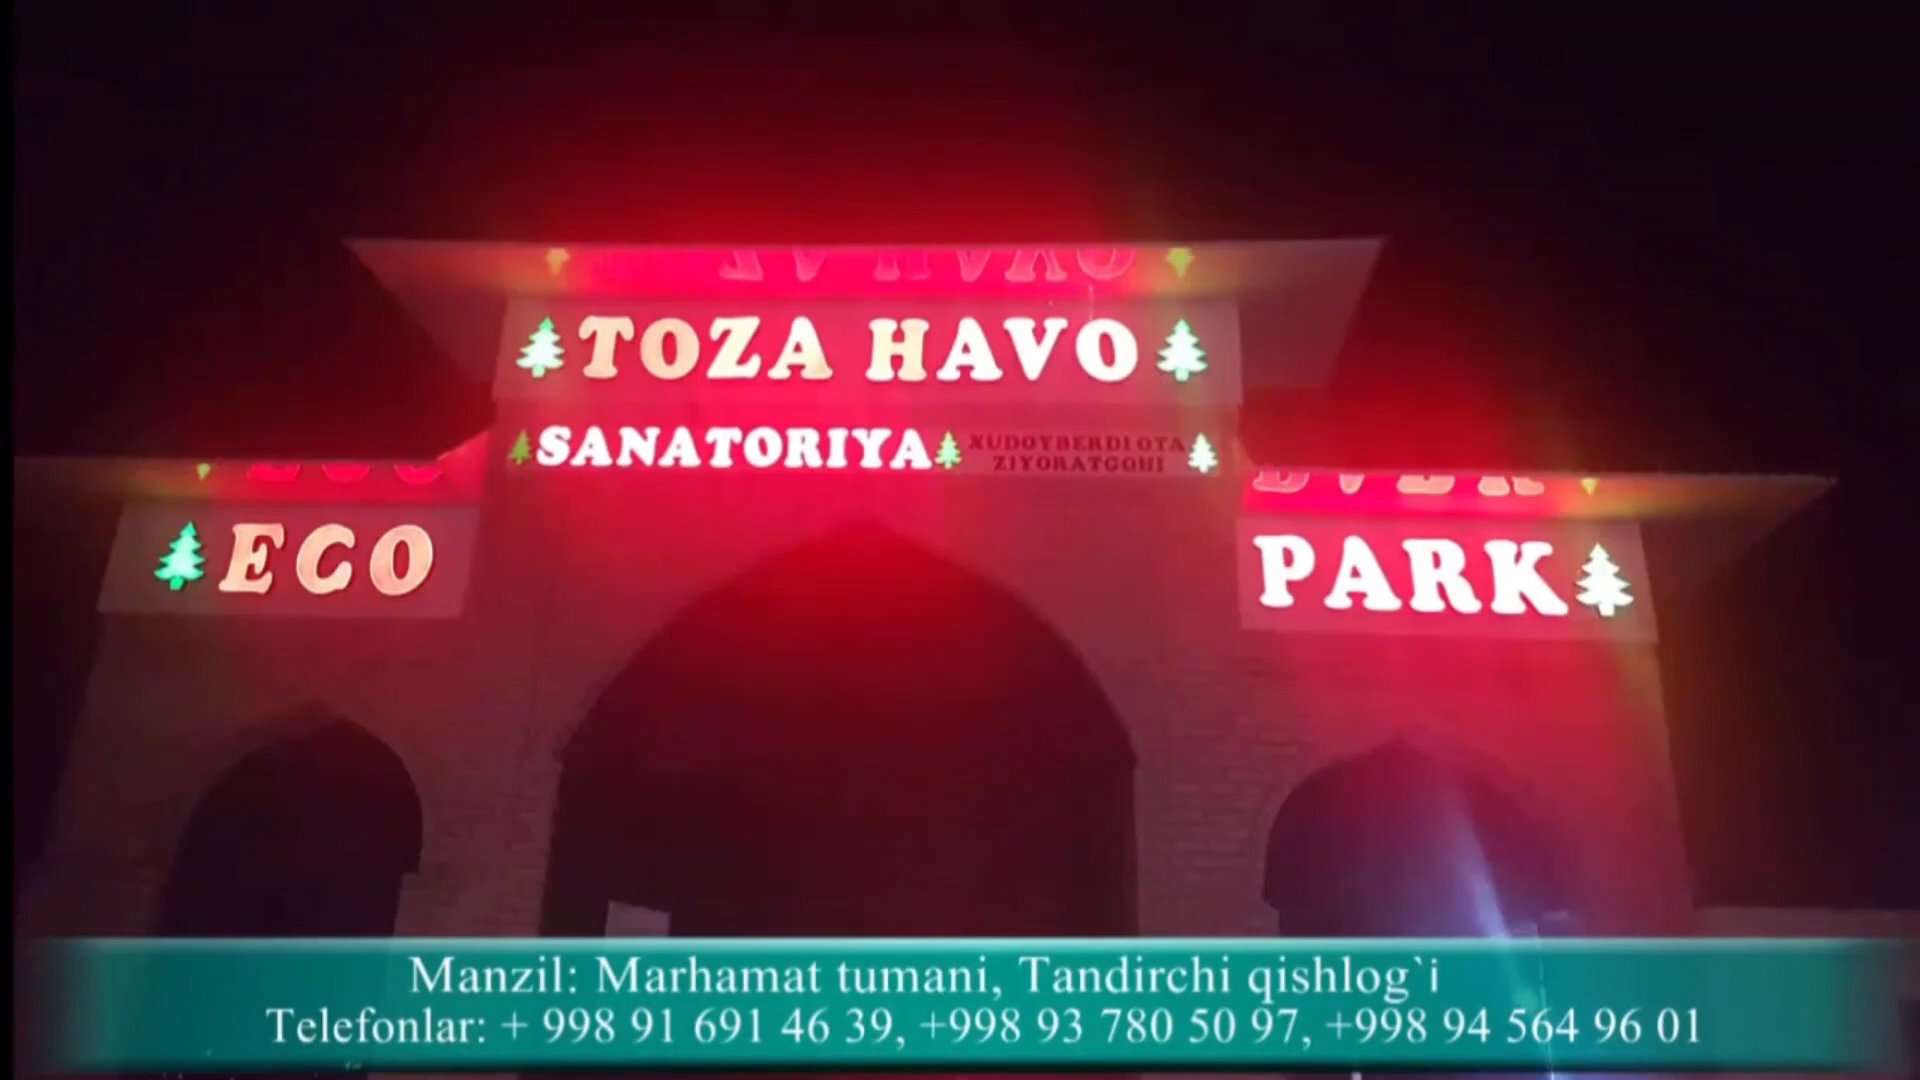 TOZA HAVO
SANATORIYA
XUDOYBERDI OTA
ZIYORATGOHI
ECO
PARK
Manzil: Marhamat tumani, Tandirchi qishlog`i
Telefonlar: + 998 91 691 46 39, +998 93 780 50 97, +998 94 564 96 01